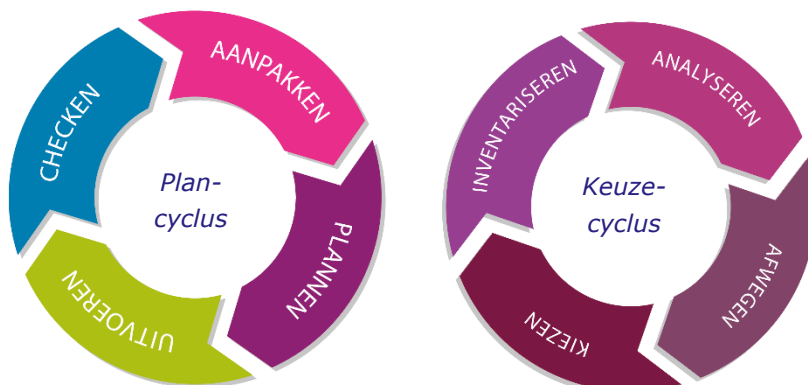 AANPAKKEN
PLANNEN
UITVOEREN
CHECKEN
Plan-
cyclus
ANALYSEREN
AFWEGEN
KIEZEN
INVENTARISEREN
Keuze-
cyclus